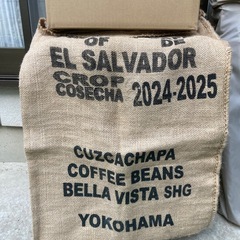 OF DE
EL SALVADOR
CROP
COSECHA 2024-2025
CUZCACHAPA
COFFEE BEANS
BELLA VISTA SHG
YOKOHAMA